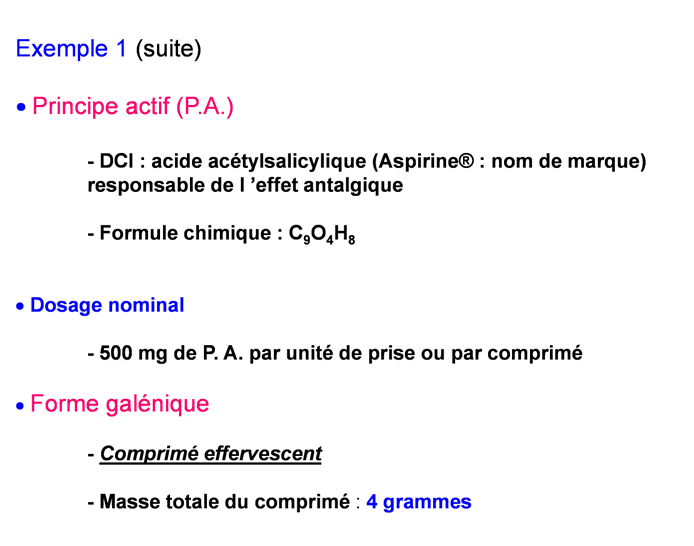 Exemple 1 (suite)
• Principe actif (P.A.)
- DCI : acide acétylsalicylique (Aspirine® : nom de marque)
responsable de l ’effet antalgique
- Formule chimique : C₉O₄H₈
• Dosage nominal
- 500 mg de P. A. par unité de prise ou par comprimé
• Forme galénique
- Comprimé effervescent
- Masse totale du comprimé : 4 grammes